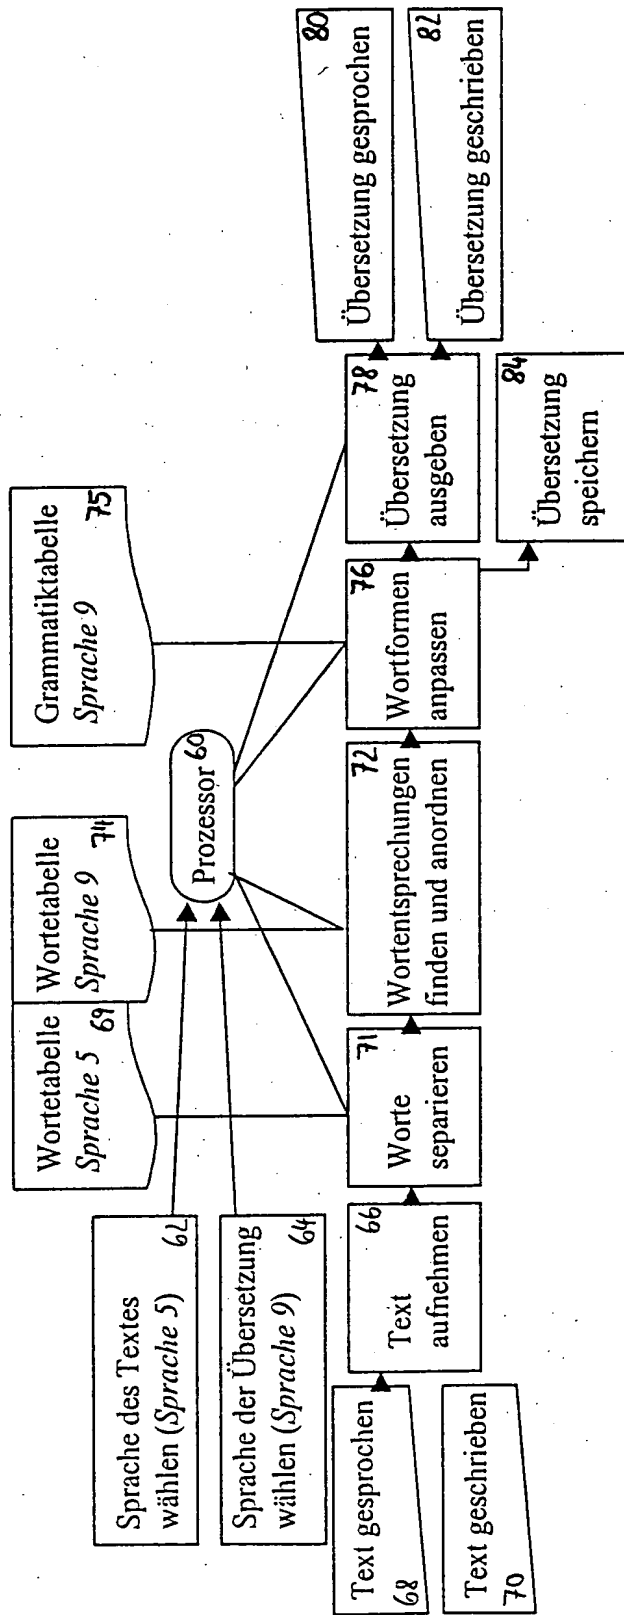 Wortetabelle
Sprache 5
69
Wortetabelle
Sprache 9
74
Grammatiktabelle
Sprache 9
75
Sprache des Textes
wählen (Sprache 5)
62
Sprache der Übersetzung
wählen (Sprache 9)
64
Prozessor 60
Text gesprochen
68
Text geschrieben
70
66
Text
aufnehmen
71
Worte
separieren
72
Wortentsprechungen
finden und anordnen
76
Wortformen
anpassen
78
Übersetzung
ausgeben
80
Übersetzung gesprochen
82
Übersetzung geschrieben
84
Übersetzung
speichern